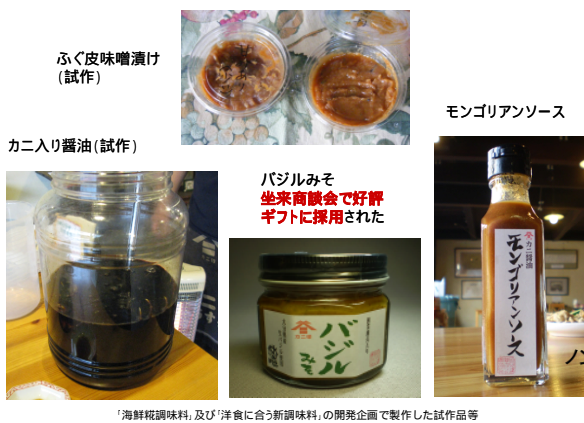 ふぐ皮味噌漬け
(試作)
モンゴリアンソース
カニ入り醤油(試作)
バジルみそ
坐来商談会で好評
ギフトに採用された
カニ醤油
モンゴリアンソース
バジル
みそ
「海鮮糀調味料」及び「洋食に合う新調味料」の開発企画で製作した試作品等